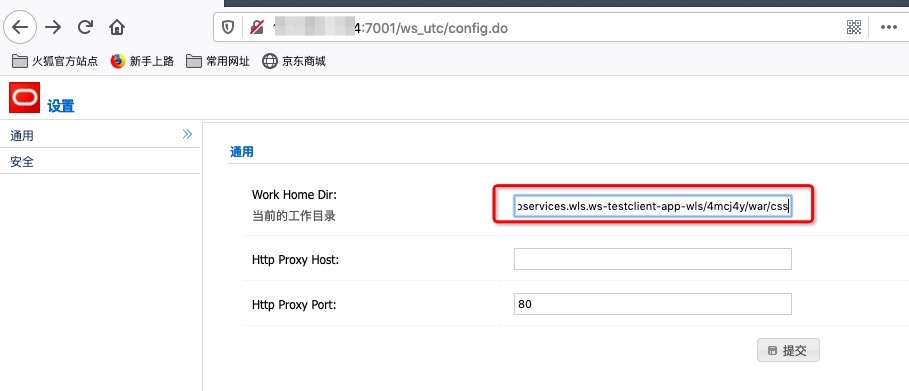 4:7001/ws_utc/config.do
火狐官方站点 新手上路 常用网址 京东商城
设置
通用
安全
通用
Work Home Dir:
当前的工作目录
oservices.wls.ws-testclient-app-wls/4mcj4y/war/css
Http Proxy Host:
Http Proxy Port:
80
提交